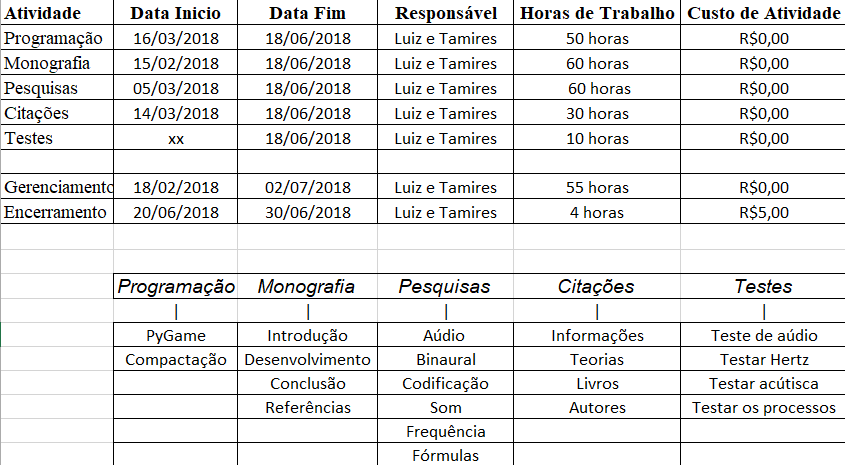 Atividade Data Inicio Data Fim Responsável Horas de Trabalho Custo de Atividade
Programação 16/03/2018 18/06/2018 Luiz e Tamires 50 horas R$0,00
Monografia 15/02/2018 18/06/2018 Luiz e Tamires 60 horas R$0,00
Pesquisas 05/03/2018 18/06/2018 Luiz e Tamires 60 horas R$0,00
Citações 14/03/2018 18/06/2018 Luiz e Tamires 30 horas R$0,00
Testes xx 18/06/2018 Luiz e Tamires 10 horas R$0,00
Gerenciamento 18/02/2018 02/07/2018 Luiz e Tamires 55 horas R$0,00
Encerramento 20/06/2018 30/06/2018 Luiz e Tamires 4 horas R$5,00
Programação Monografia Pesquisas Citações Testes
| | | | |
PyGame Introdução Aúdio Informações Teste de aúdio
Compactação Desenvolvimento Binaural Teorias Testar Hertz
Conclusão Codificação Livros Testar acútisca
Referências Som Autores Testar os processos
Frequência
Fórmulas